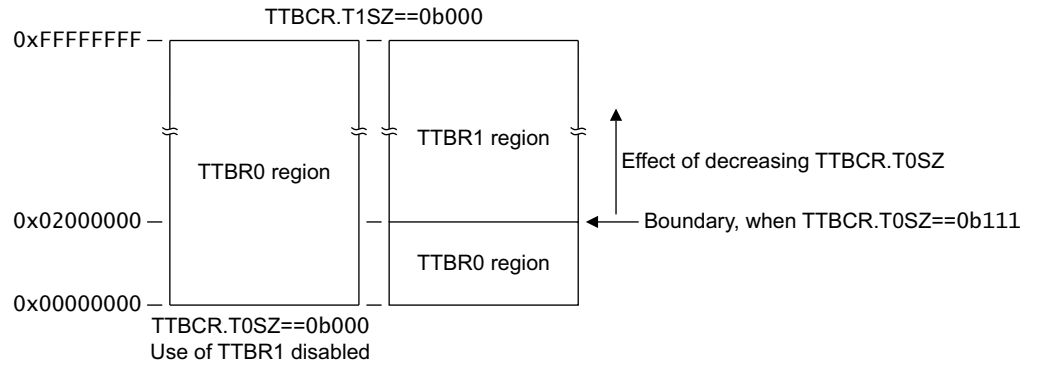 TTBCR.T1SZ==0b000
0xFFFFFFFF
TTBR1 region
Effect of decreasing TTBCR.T0SZ
TTBR0 region
0x02000000
Boundary, when TTBCR.T0SZ==0b111
TTBR0 region
0x00000000
TTBCR.T0SZ==0b000
Use of TTBR1 disabled